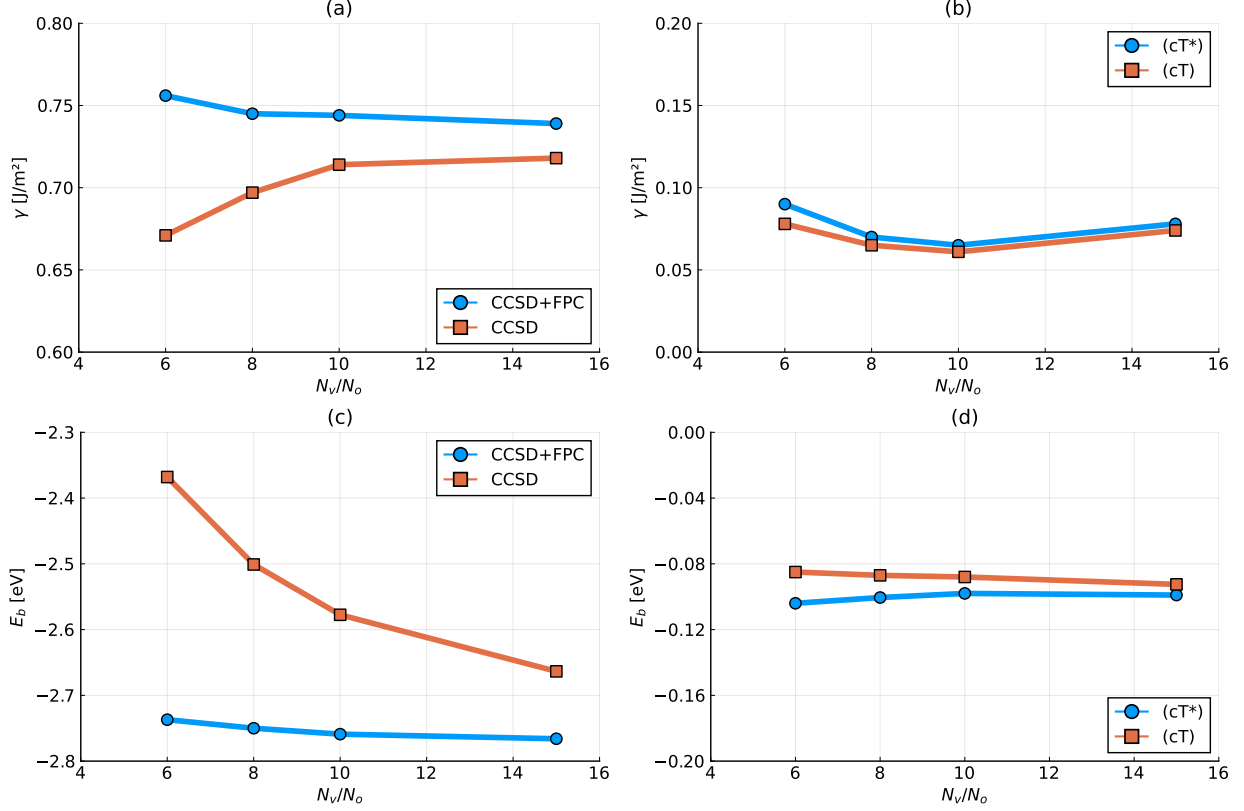 (a)
0.80
0.75
0.70
0.65
0.60
4
6
8
10
12
14
16
γ [J/m²]
N_v/N_o
CCSD+FPC
CCSD
(b)
0.20
0.15
0.10
0.05
0.00
4
6
8
10
12
14
16
γ [J/m²]
N_v/N_o
(cT*)
(cT)
(c)
−2.3
−2.4
−2.5
−2.6
−2.7
−2.8
4
6
8
10
12
14
16
E_b [eV]
N_v/N_o
CCSD+FPC
CCSD
(d)
0.00
−0.04
−0.08
−0.12
−0.16
−0.20
4
6
8
10
12
14
16
E_b [eV]
N_v/N_o
(cT*)
(cT)